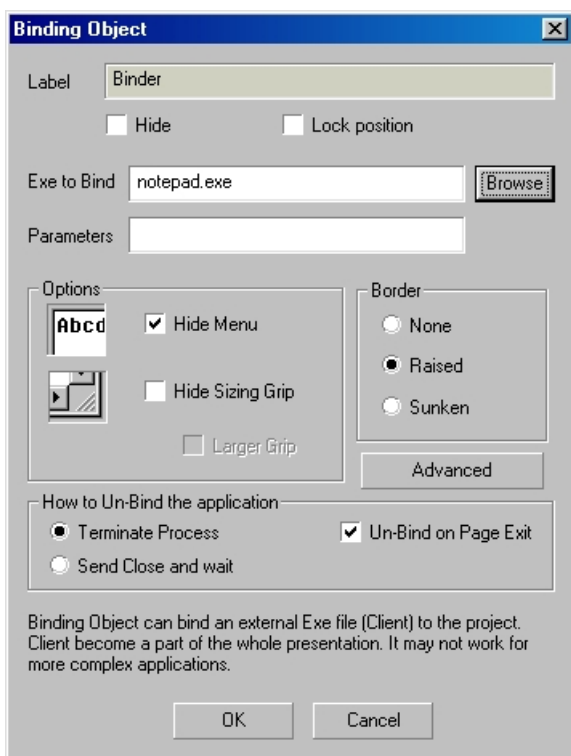 Binding Object
Label Binder
Hide Lock position
Exe to Bind notepad.exe Browse
Parameters
Options Border
Abcd Hide Menu None
Raised
Hide Sizing Grip
Sunken
Larger Grip
Advanced
How to Un-Bind the application
Terminate Process Un-Bind on Page Exit
Send Close and wait
Binding Object can bind an external Exe file (Client) to the project.
Client become a part of the whole presentation. It may not work for
more complex applications.
OK Cancel